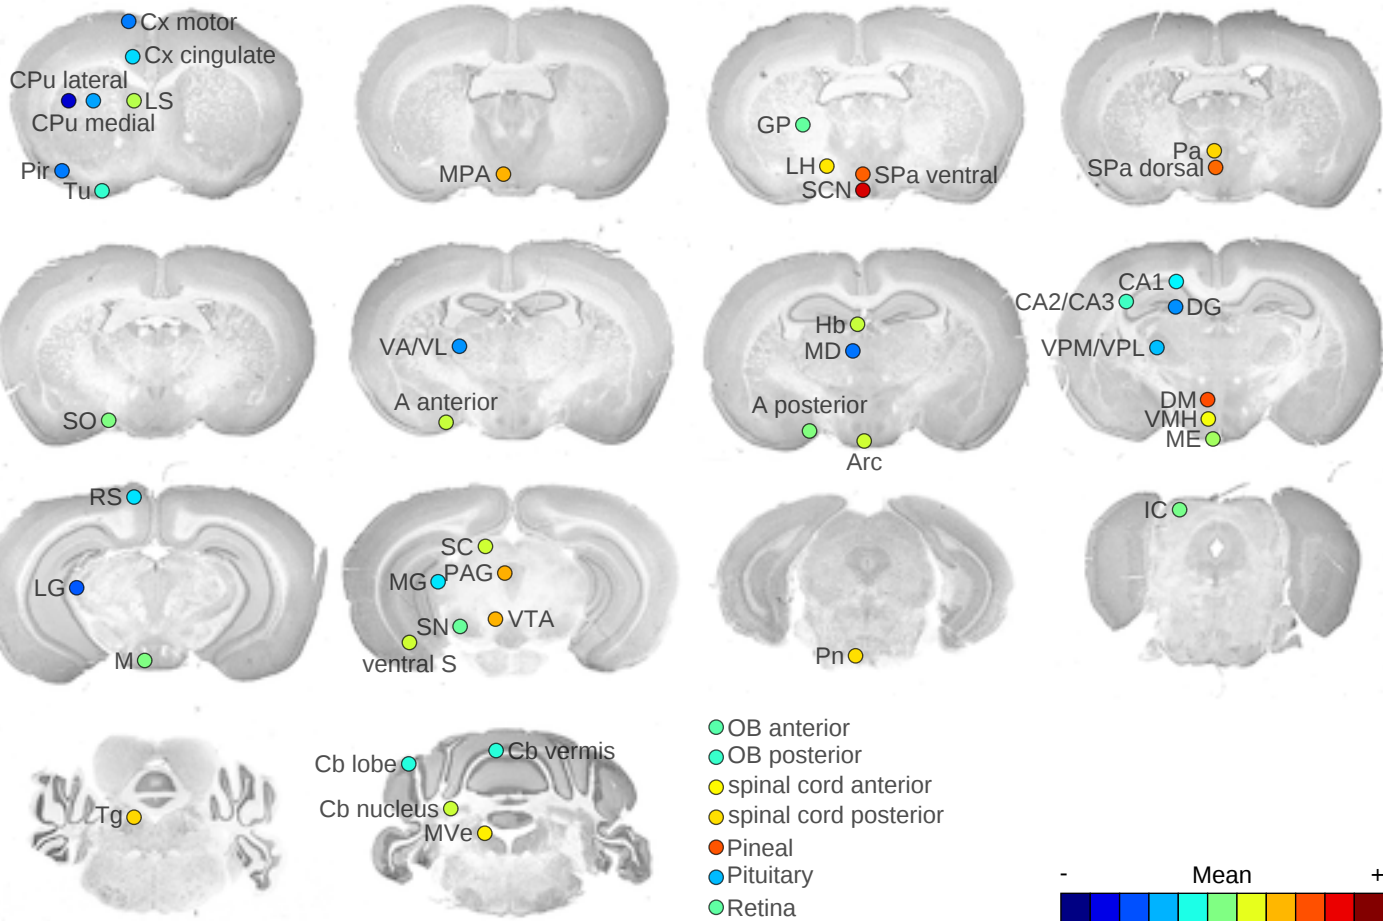 Cx motor
Cx cingulate
CPu lateral
LS
CPu medial
Pir
Tu
MPA
GP
LH
SPa ventral
SCN
Pa
SPa dorsal
SO
VA/VL
A anterior
Hb
MD
A posterior
Arc
CA1
CA2/CA3
DG
VPM/VPL
DM
VMH
ME
RS
LG
M
SC
MG
PAG
SN
VTA
ventral S
Pn
IC
Tg
Cb lobe
Cb vermis
Cb nucleus
MVe
OB anterior
OB posterior
spinal cord anterior
spinal cord posterior
Pineal
Pituitary
Retina
- Mean +